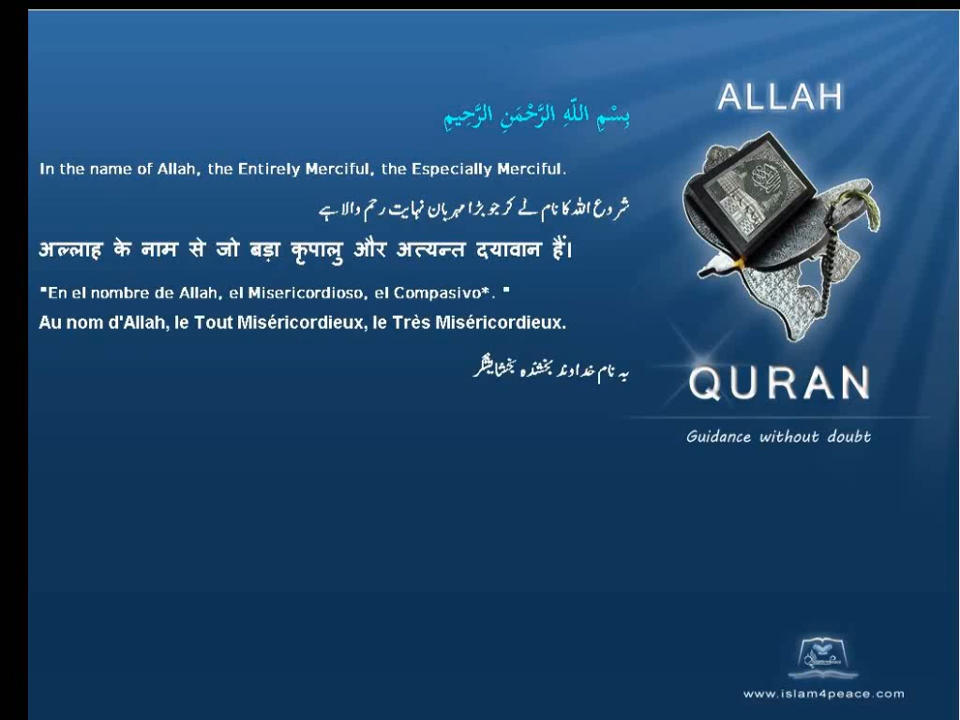 بِسْمِ اللَّهِ الرَّحْمَنِ الرَّحِيمِ
In the name of Allah, the Entirely Merciful, the Especially Merciful.
شروع الله کا نام لے کر جو بڑا مہربان نہایت رحم والا ہے
अल्लाह के नाम से जो बड़ा कृपालु और अत्यन्त दयावान हैं।
"En el nombre de Allah, el Misericordioso, el Compasivo*. "
Au nom d'Allah, le Tout Miséricordieux, le Très Miséricordieux.
به نام خداوند بخشنده بخشایشگر
ALLAH
QURAN
Guidance without doubt
www.islam4peace.com